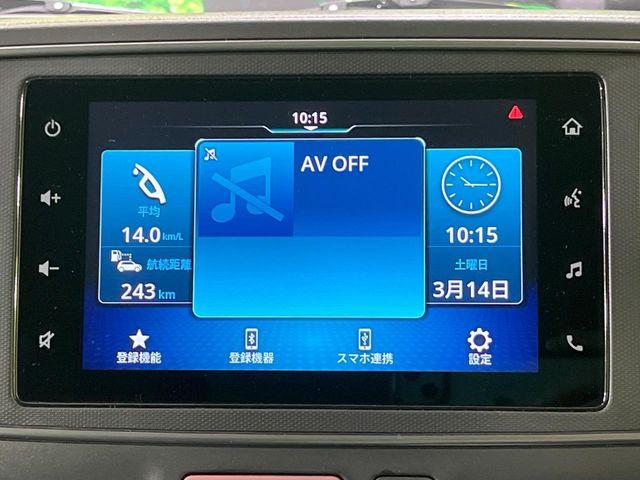 10:15
AV OFF
平均
14.0 km/L
航続距離
243 km
10:15
土曜日
3月14日
登録機能
登録機器
スマホ連携
設定